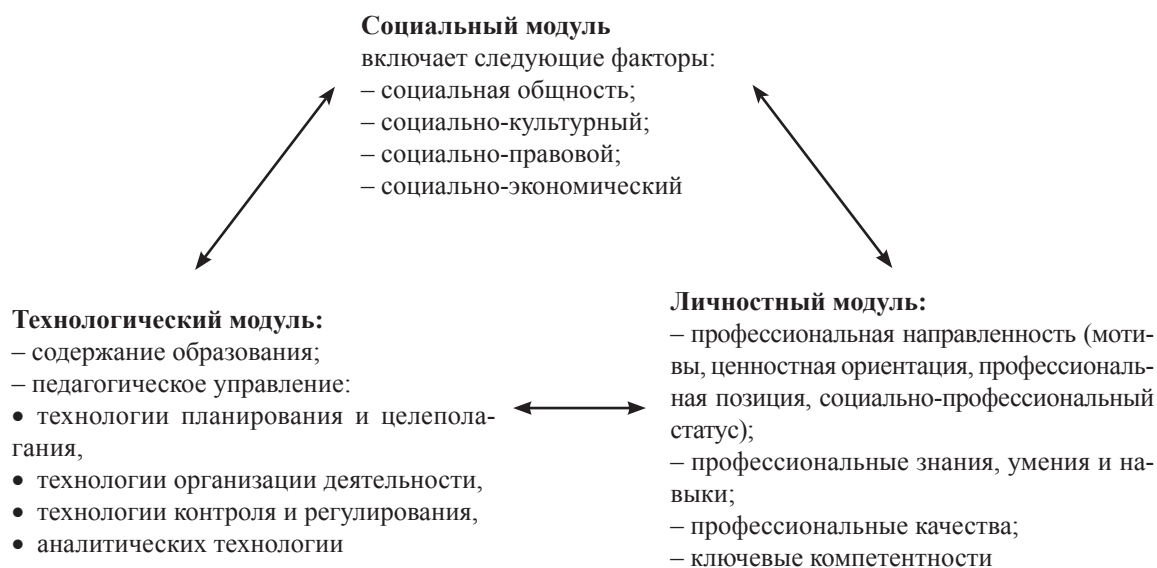 Социальный модуль
включает следующие факторы:
– социальная общность;
– социально-культурный;
– социально-правовой;
– социально-экономический
Технологический модуль:
– содержание образования;
– педагогическое управление:
• технологии планирования и целепола-
гания,
• технологии организации деятельности,
• технологии контроля и регулирования,
• аналитических технологии
Личностный модуль:
– профессиональная направленность (моти-
вы, ценностная ориентация, профессиональ-
ная позиция, социально-профессиональный
статус);
– профессиональные знания, умения и на-
выки;
– профессиональные качества;
– ключевые компетентности